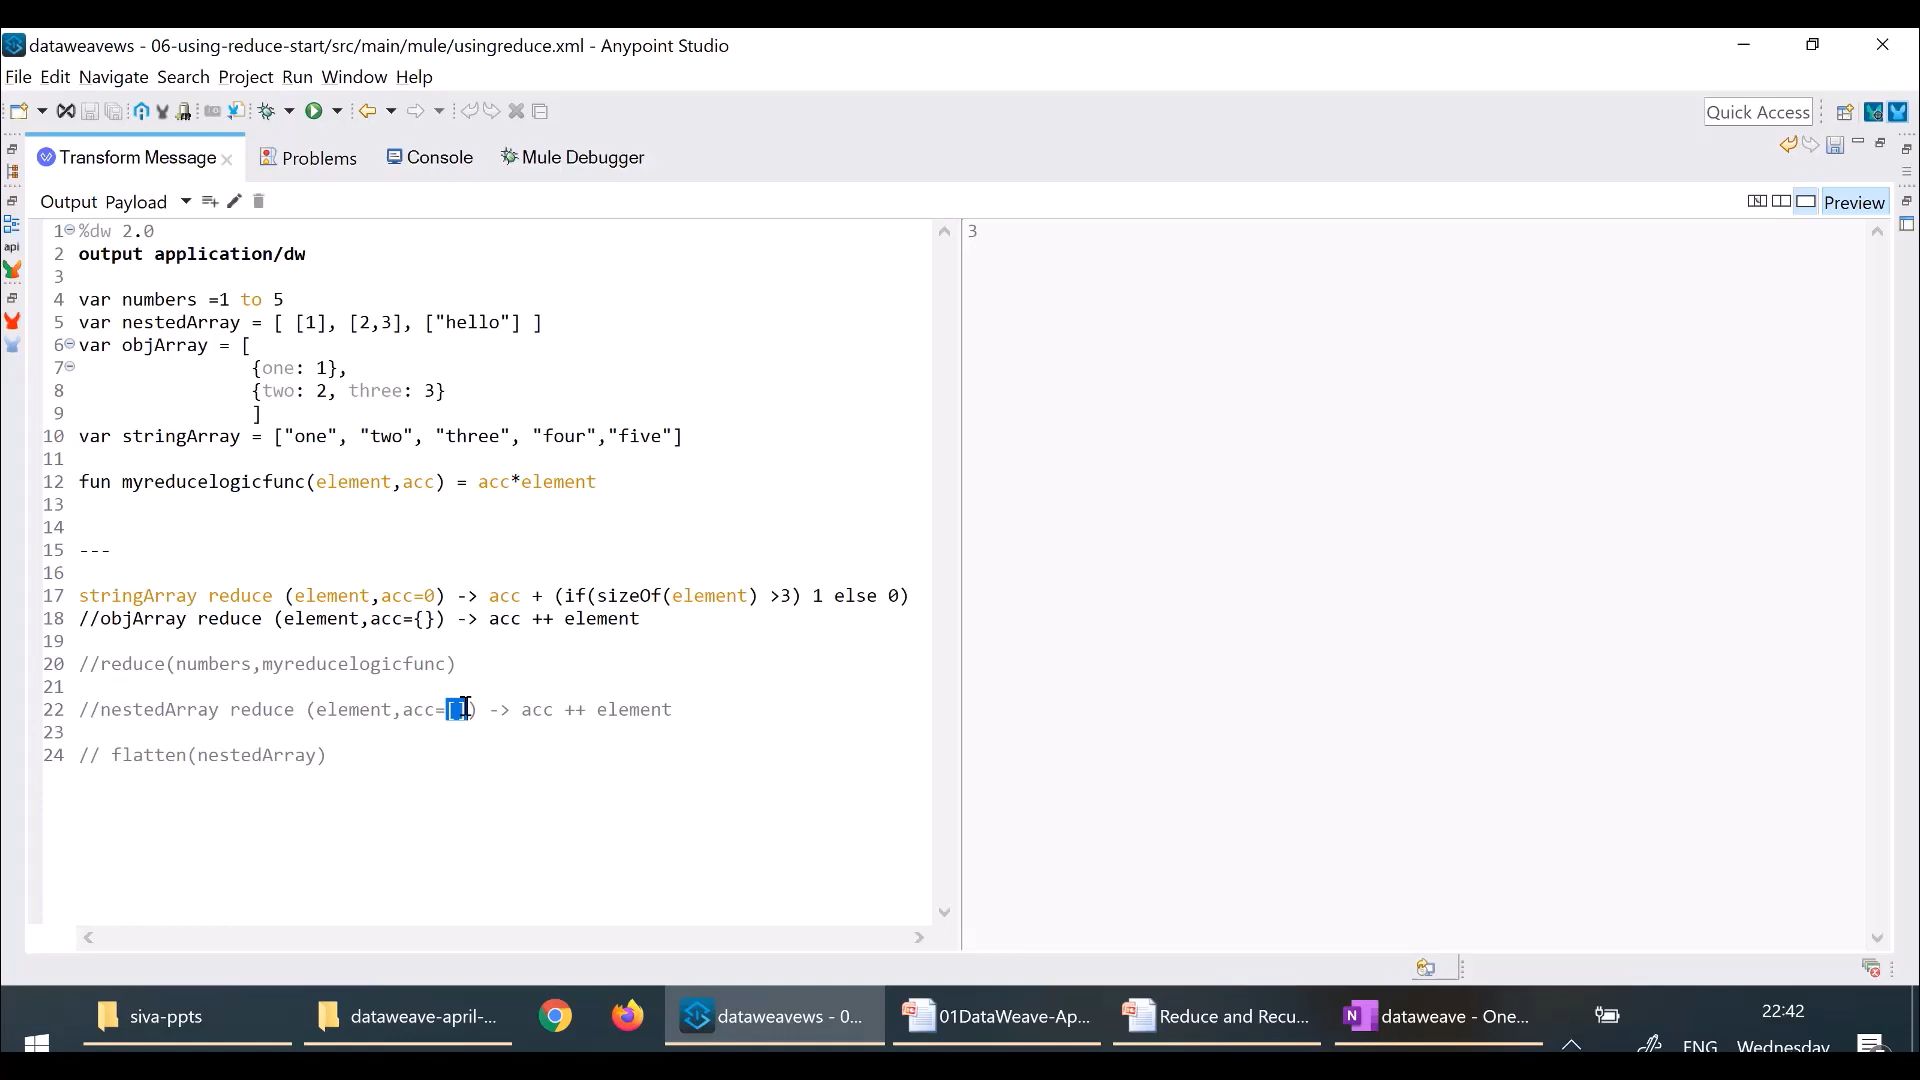 dataweavews - 06-using-reduce-start/src/main/mule/usingreduce.xml - Anypoint Studio
File Edit Navigate Search Project Run Window Help
Quick Access
Transform Message Problems Console Mule Debugger
Output Payload Preview
api
1 %dw 2.0
2 output application/dw
3
4 var numbers =1 to 5
5 var nestedArray = [ [1], [2,3], ["hello"] ]
6 var objArray = [
7 {one: 1},
8 {two: 2, three: 3}
9 ]
10 var stringArray = ["one", "two", "three", "four","five"]
11
12 fun myreducelogicfunc(element,acc) = acc*element
13
14
15 ---
16
17 stringArray reduce (element,acc=0) -> acc + (if(sizeOf(element) >3) 1 else 0)
18 //objArray reduce (element,acc={}) -> acc ++ element
19
20 //reduce(numbers,myreducelogicfunc)
21
22 //nestedArray reduce (element,acc=[]) -> acc ++ element
23
24 // flatten(nestedArray)
3
siva-ppts
dataweave-april-...
dataweavews - 0...
01DataWeave-Ap...
Reduce and Recu...
N
dataweave - One...
22:42
ENG
Wednesday